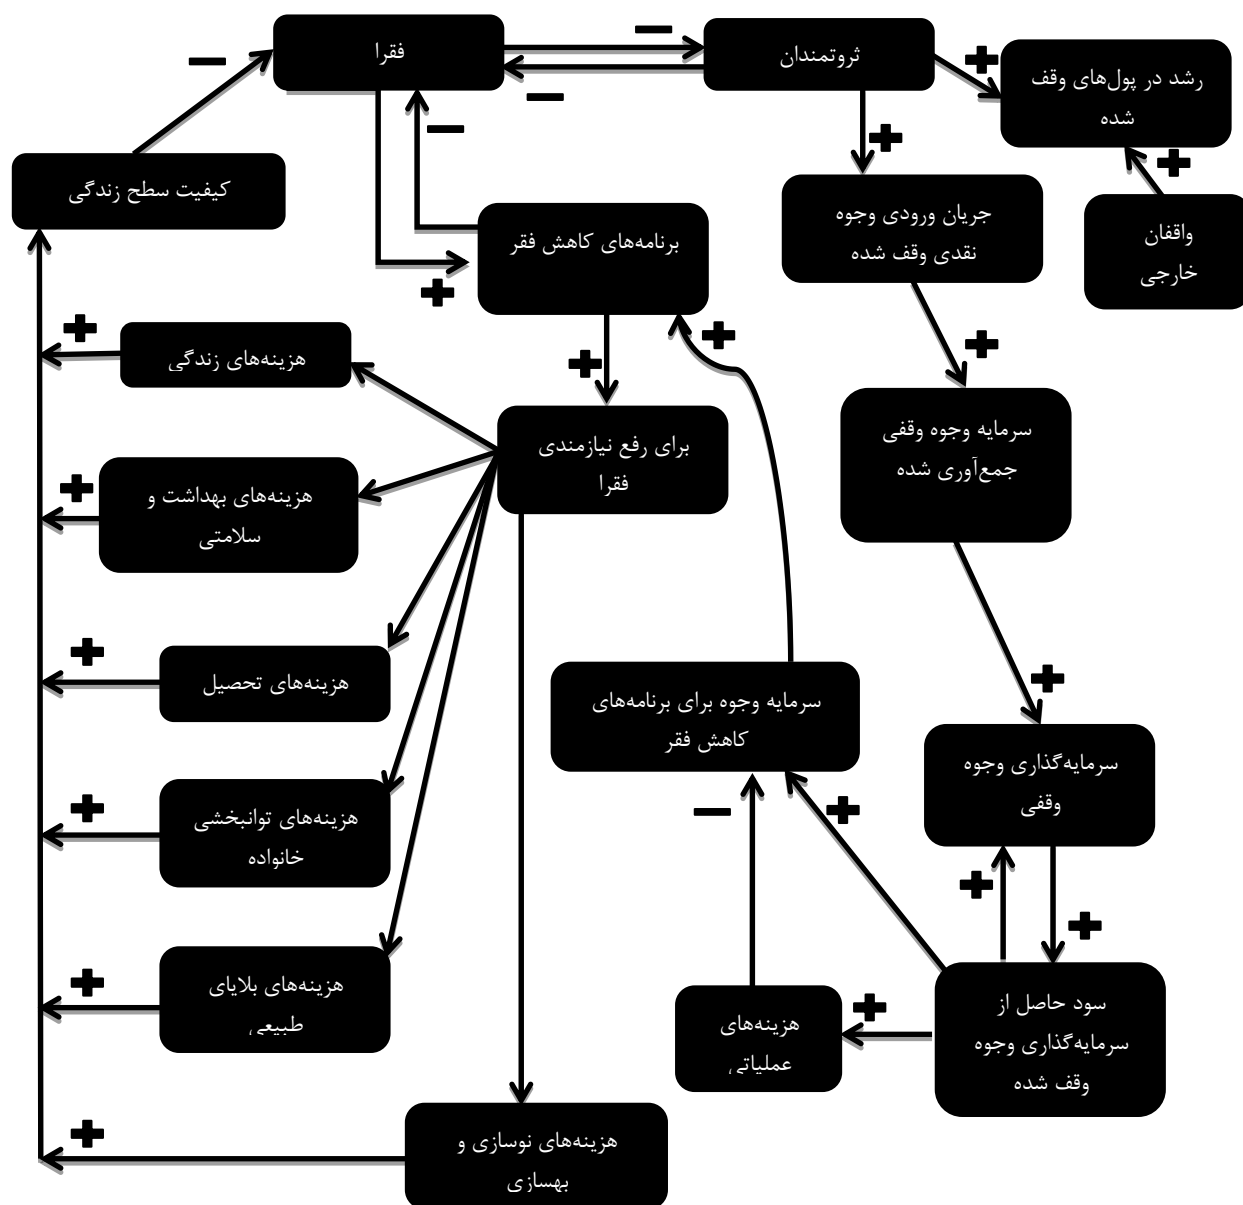 فقرا
ثروتمندان
رشد در پول‌های وقف
شده
کیفیت سطح زندگی
جریان ورودی وجوه
نقدی وقف شده
واقفان
خارجی
برنامه‌های کاهش فقر
هزینه‌های زندگی
سرمایه وجوه وقفی
جمع‌آوری شده
برای رفع نیازمندی
فقرا
هزینه‌های بهداشت و
سلامتی
هزینه‌های تحصیل
سرمایه وجوه برای برنامه‌های
کاهش فقر
سرمایه‌گذاری وجوه
وقفی
هزینه‌های توانبخشی
خانواده
هزینه‌های بلایای
طبیعی
هزینه‌های
عملیاتی
سود حاصل از
سرمایه‌گذاری وجوه
وقف شده
هزینه‌های نوسازی و
بهسازی